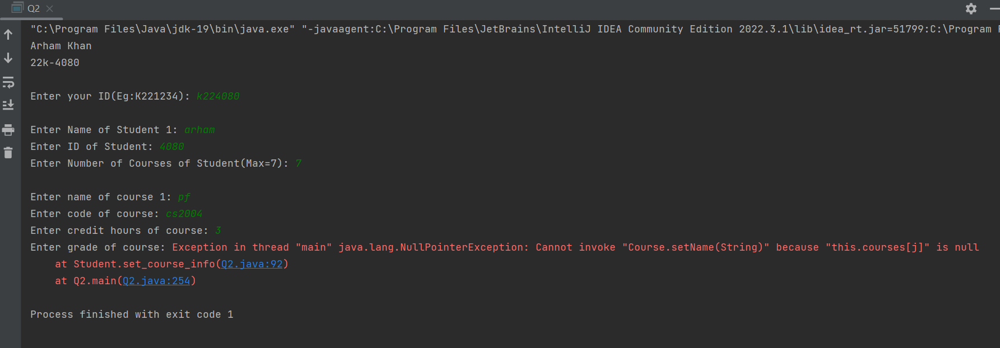 Q2
"C:\Program Files\Java\jdk-19\bin\java.exe" "-javaagent:C:\Program Files\JetBrains\IntelliJ IDEA Community Edition 2022.3.1\lib\idea_rt.jar=51799:C:\Program
Arham Khan
22k-4080
Enter your ID(Eg:K221234): k224080
Enter Name of Student 1: arham
Enter ID of Student: 4080
Enter Number of Courses of Student(Max=7): 7
Enter name of course 1: pf
Enter code of course: cs2004
Enter credit hours of course: 3
Enter grade of course: Exception in thread "main" java.lang.NullPointerException: Cannot invoke "Course.setName(String)" because "this.courses[j]" is null
at Student.set_course_info(Q2.java:92)
at Q2.main(Q2.java:254)
Process finished with exit code 1